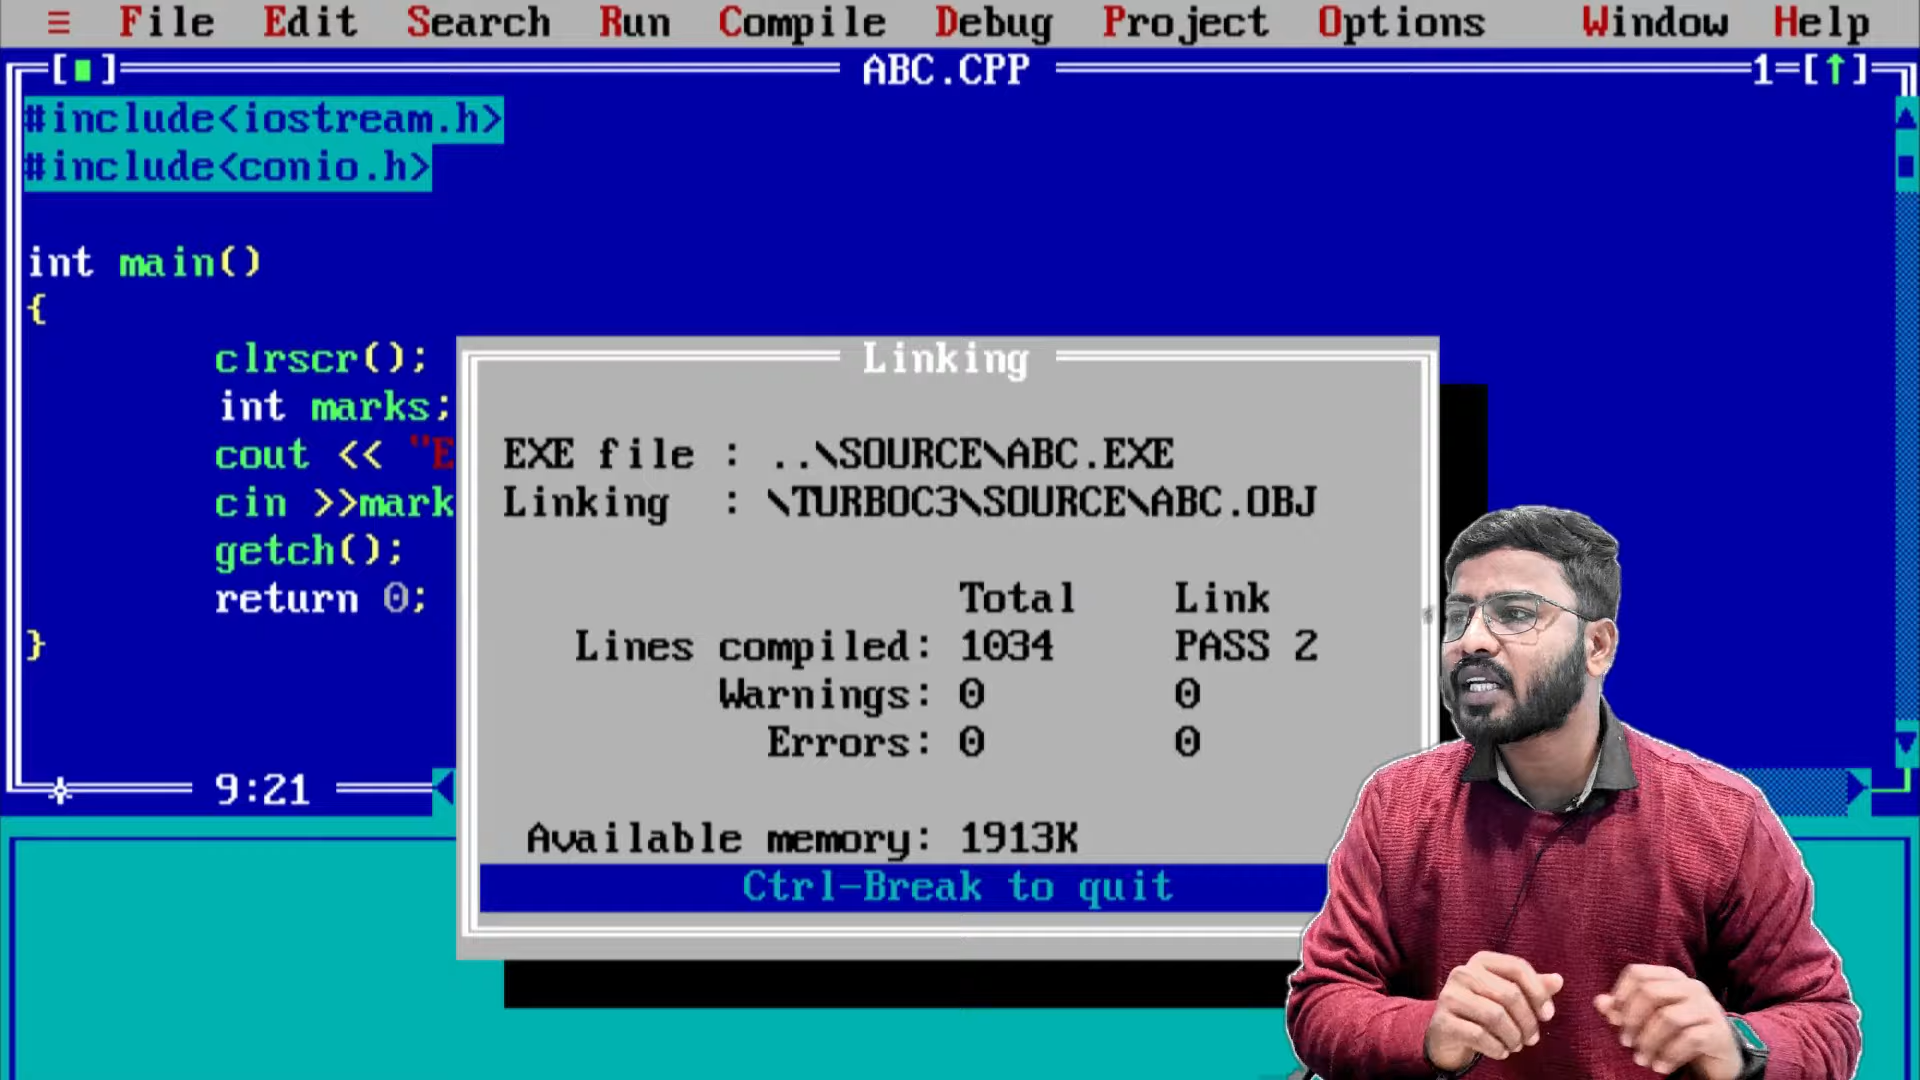 ≡ File Edit Search Run Compile Debug Project Options Window Help
[■] ABC.CPP 1=[↑]
#include<iostream.h>
#include<conio.h>
int main()
{
clrscr();
int marks;
cout << "E
cin >>mark
getch();
return 0;
}
9:21
Linking
EXE file : ..\SOURCE\ABC.EXE
Linking : \TURBOC3\SOURCE\ABC.OBJ
Total Link
Lines compiled: 1034 PASS 2
Warnings: 0 0
Errors: 0 0
Available memory: 1913K
Ctrl-Break to quit